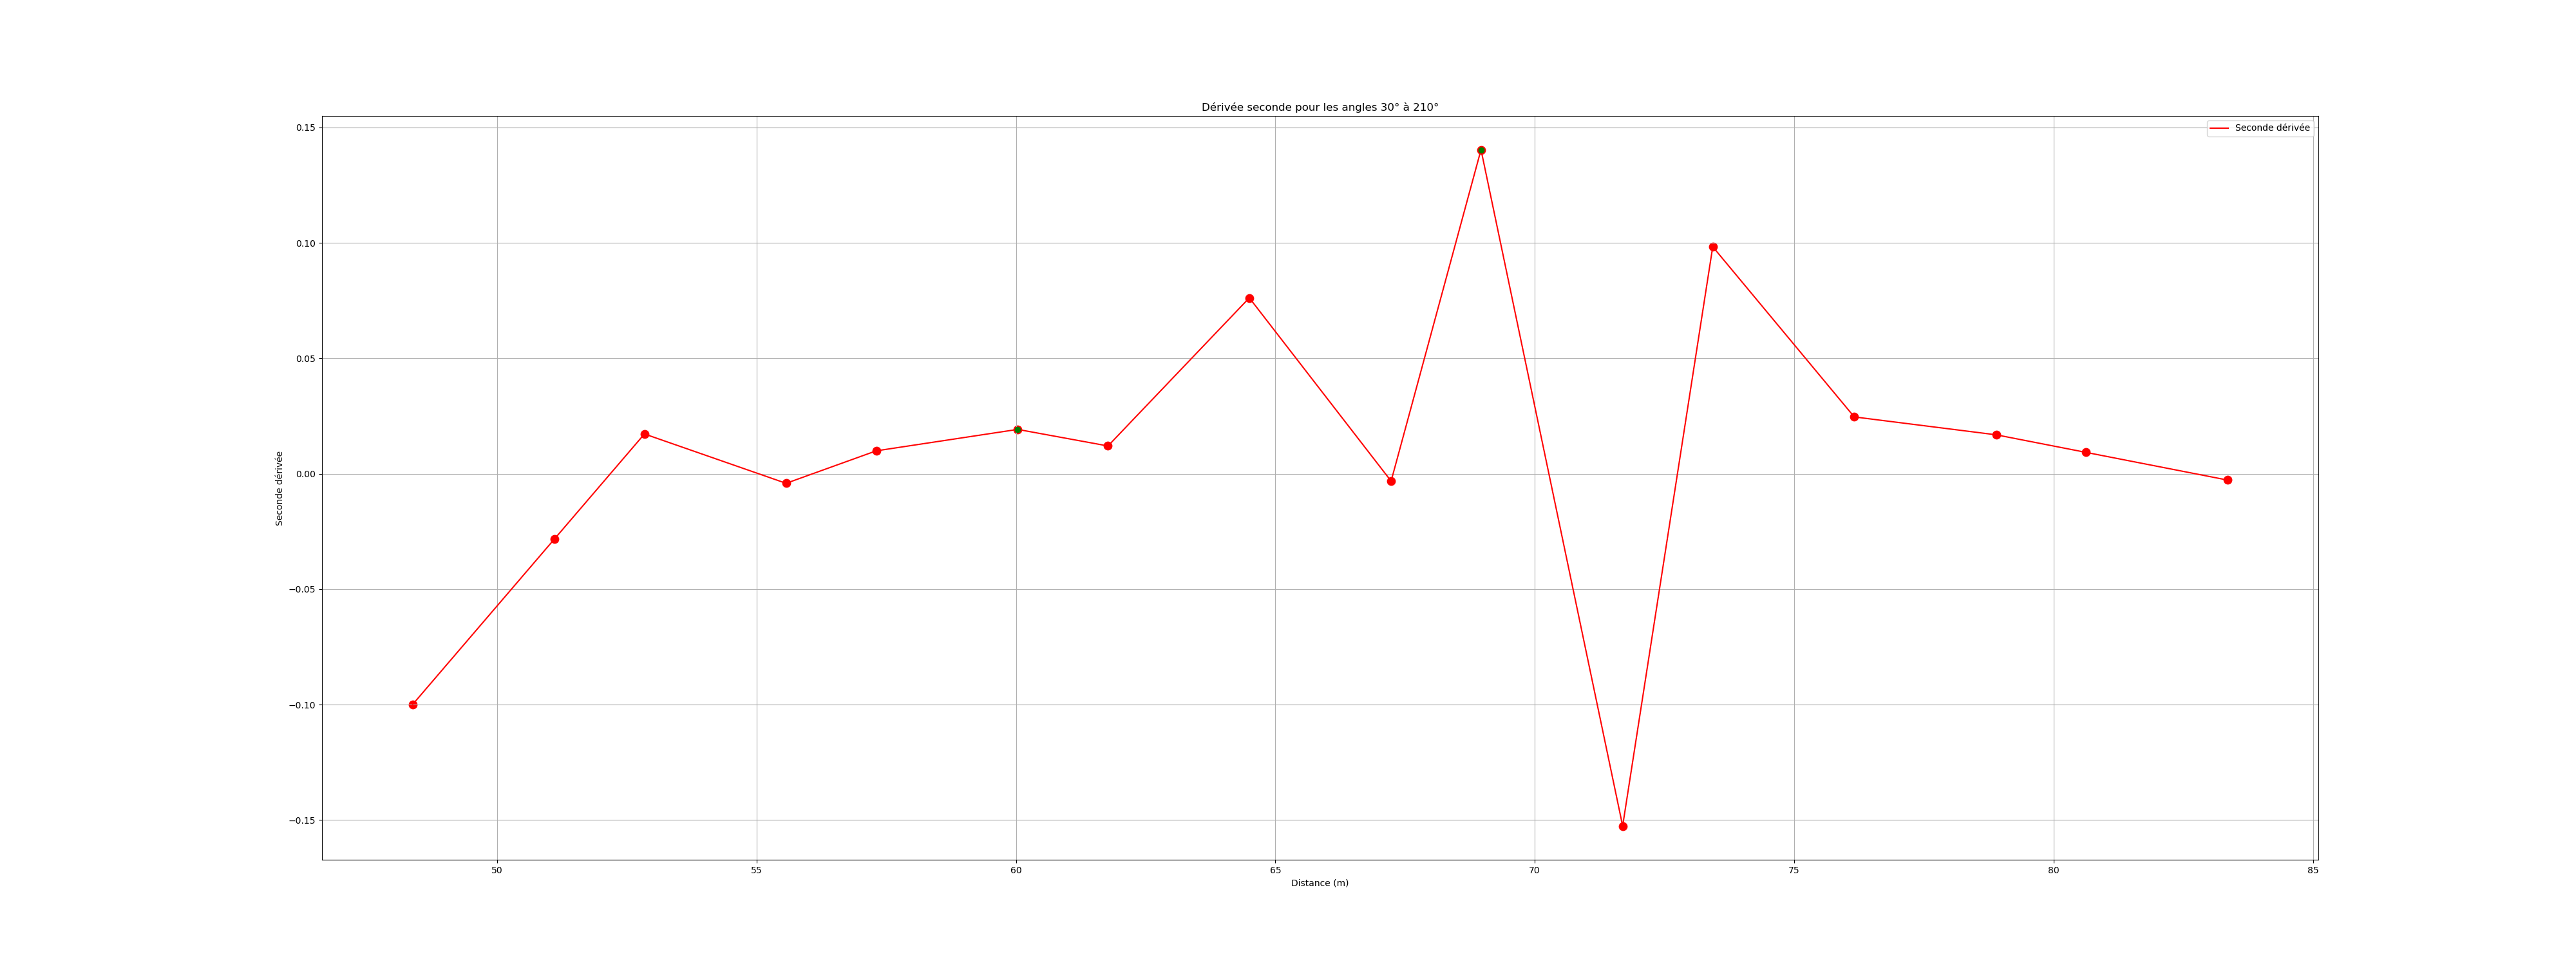 Dérivée seconde pour les angles 30° à 210°
Seconde dérivée
0.15
0.10
0.05
0.00
−0.05
−0.10
−0.15
Seconde dérivée
50 55 60 65 70 75 80 85
Distance (m)